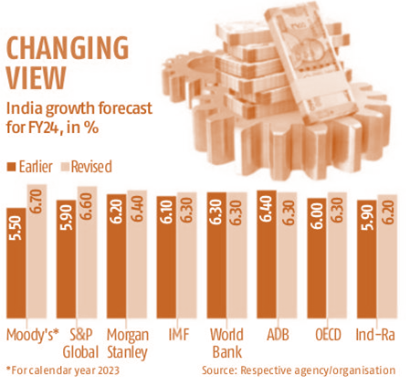 CHANGING
VIEW
India growth forecast
for FY24, in %
Earlier Revised
5.50 6.70 5.90 6.60 6.20 6.40 6.10 6.30 6.30 6.30 6.40 6.30 6.00 6.30 5.90 6.20
Moody's* S&P Global Morgan Stanley IMF World Bank ADB OECD Ind-Ra
*For calendar year 2023 Source: Respective agency/organisation